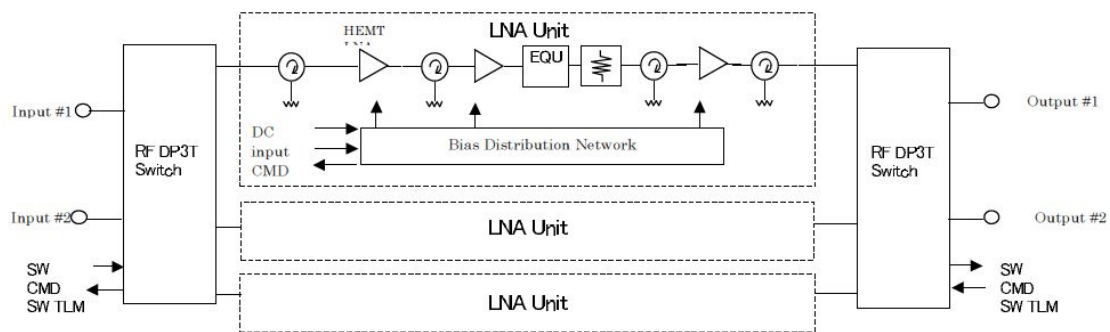 LNA Unit
HEMT
LNA
EQU
Input #1
Output #1
RF DP3T
Switch
DC
input
CMD
Bias Distribution Network
RF DP3T
Switch
Input #2
Output #2
LNA Unit
SW
CMD
SW TLM
LNA Unit
SW
CMD
SW TLM